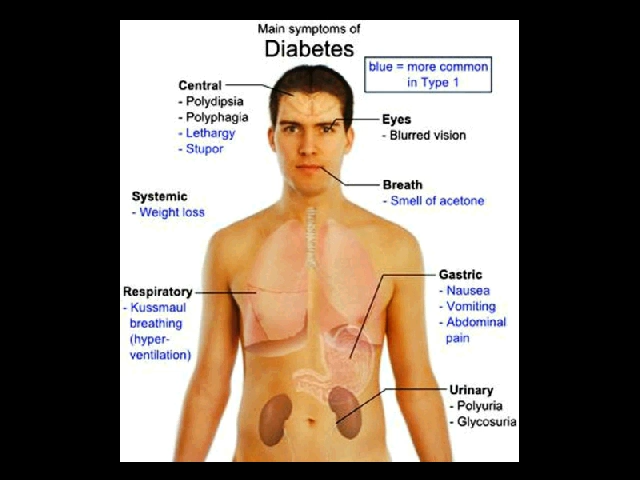 Main symptoms of
Diabetes
blue = more common
in Type 1
Central
- Polydipsia
- Polyphagia
- Lethargy
- Stupor
Eyes
- Blurred vision
Breath
- Smell of acetone
Systemic
- Weight loss
Respiratory
- Kussmaul
breathing
(hyper-
ventilation)
Gastric
- Nausea
- Vomiting
- Abdominal
pain
Urinary
- Polyuria
- Glycosuria